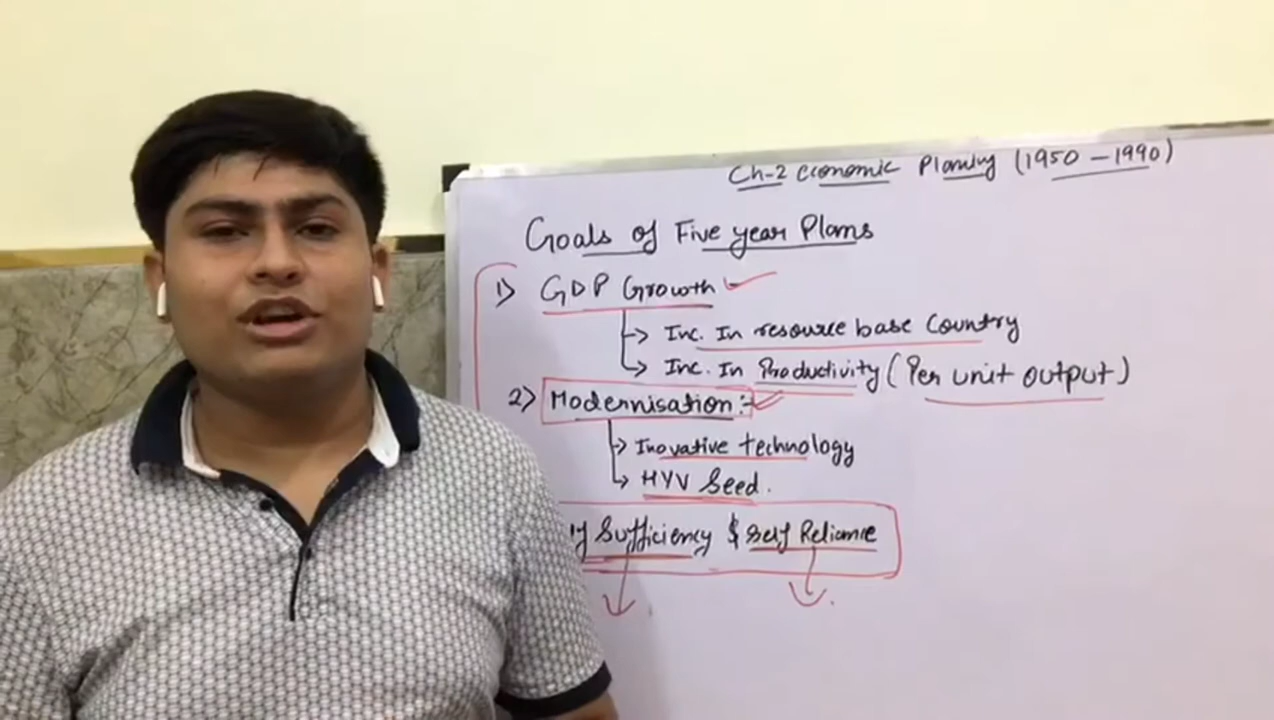 Ch-2 Economic Planing (1950 – 1990)
Goals of Five year Plans
1) GDP Growth
→ Inc. In resource base Country
→ Inc. In Productivity (Per unit output)
2) Modernisation :-
→ Inovative technology
→ HYV Seed.
Sufficiency & Self Reliance